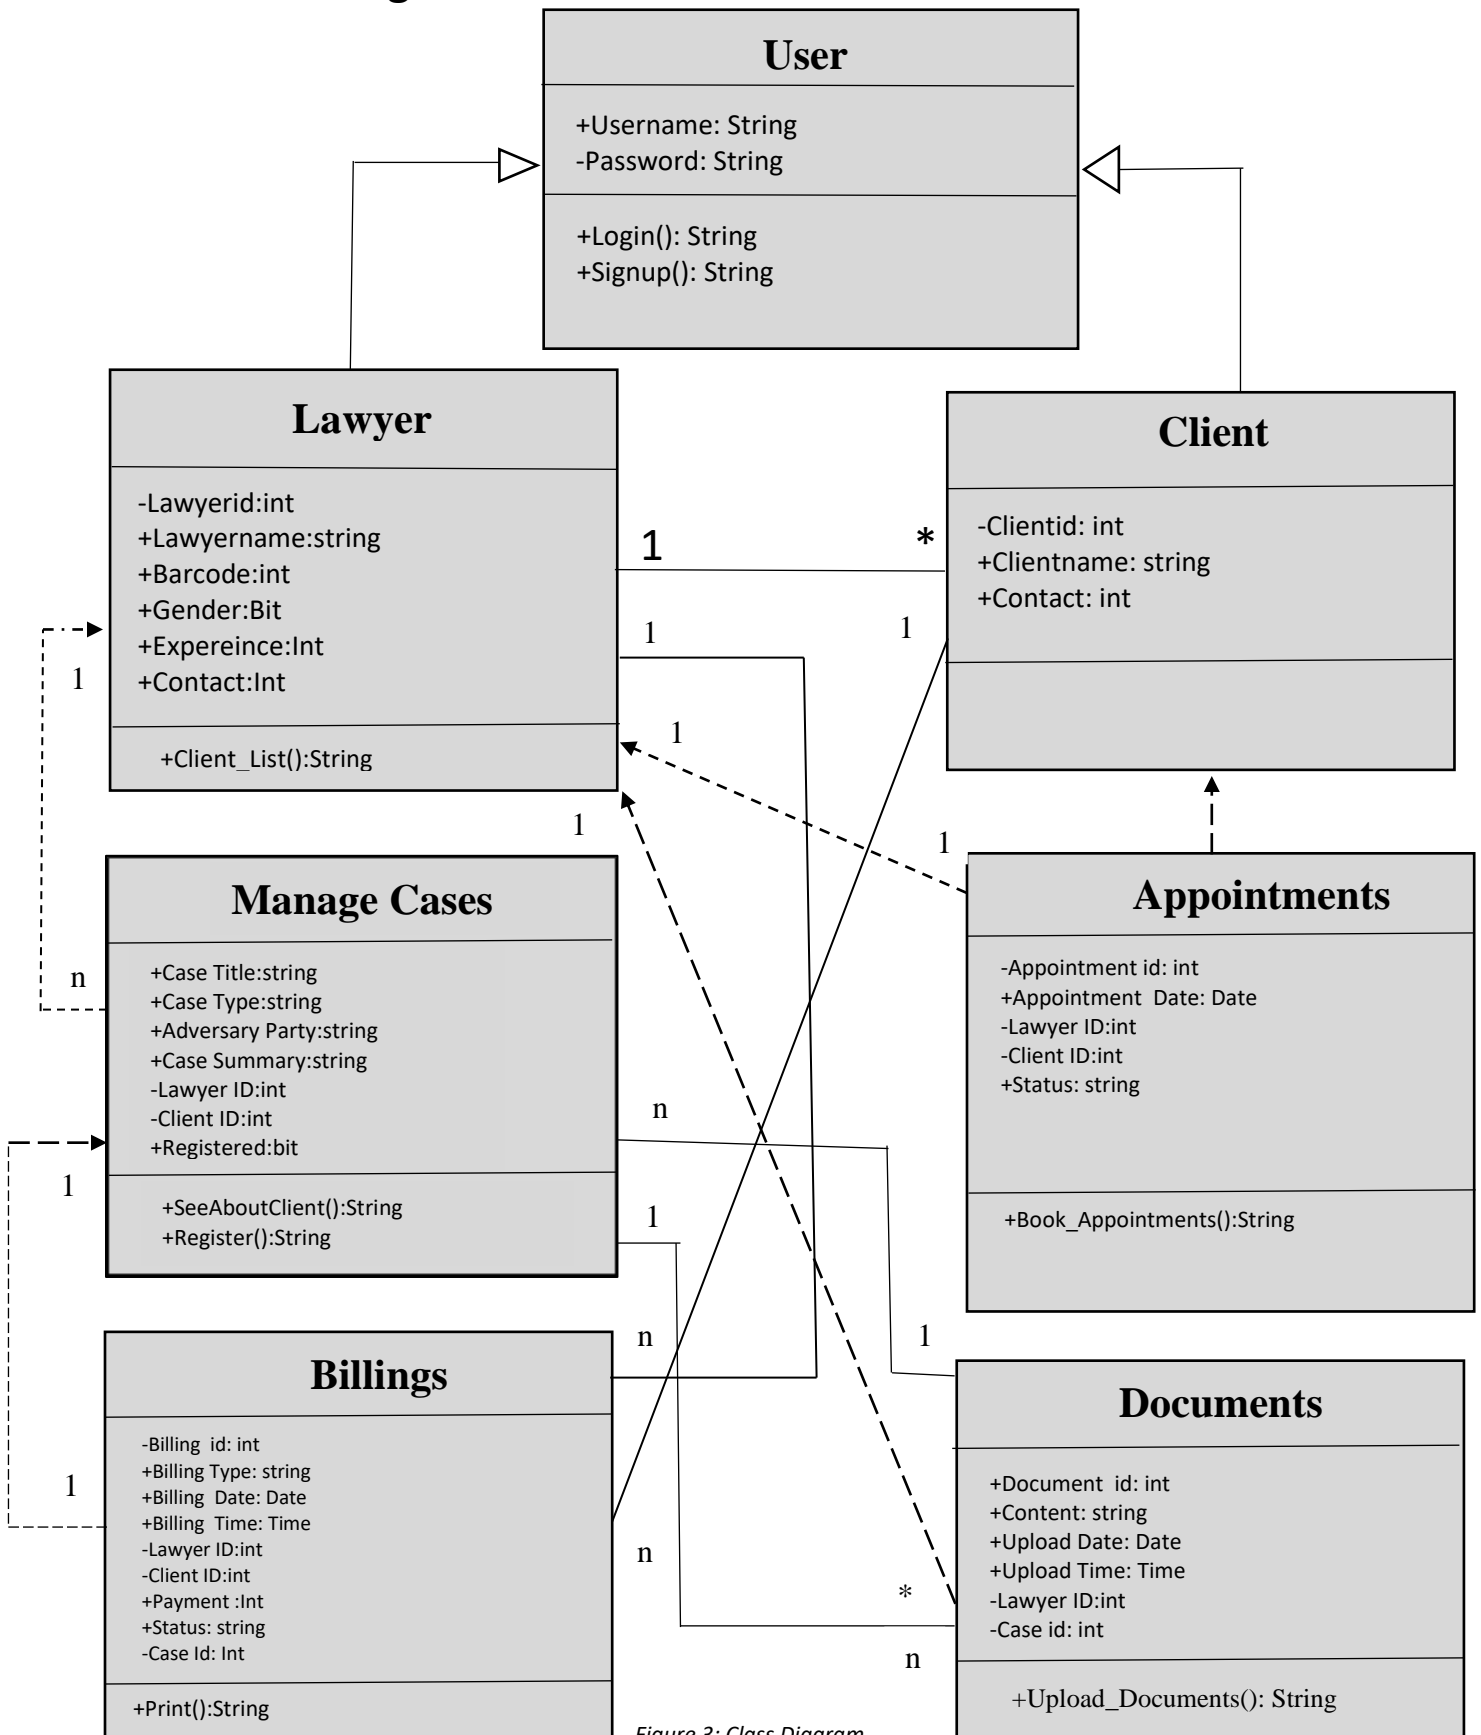 User
+Username: String
-Password: String
+Login(): String
+Signup(): String
Lawyer
-Lawyerid:int
+Lawyername:string
+Barcode:int
+Gender:Bit
+Expereince:Int
+Contact:Int
+Client_List():String
Client
-Clientid: int
+Clientname: string
+Contact: int
1
*
1
1
1
1
1
1
Manage Cases
+Case Title:string
+Case Type:string
+Adversary Party:string
+Case Summary:string
-Lawyer ID:int
-Client ID:int
+Registered:bit
+SeeAboutClient():String
+Register():String
n
n
1
1
Appointments
-Appointment id: int
+Appointment  Date: Date
-Lawyer ID:int
-Client ID:int
+Status: string
+Book_Appointments():String
Billings
-Billing  id: int
+Billing Type: string
+Billing  Date: Date
+Billing  Time: Time
-Lawyer ID:int
-Client ID:int
+Payment :Int
+Status: string
-Case Id: Int
+Print():String
n
1
1
n
*
n
Documents
+Document  id: int
+Content: string
+Upload Date: Date
+Upload Time: Time
-Lawyer ID:int
-Case id: int
+Upload_Documents(): String
Figure 3: Class Diagram